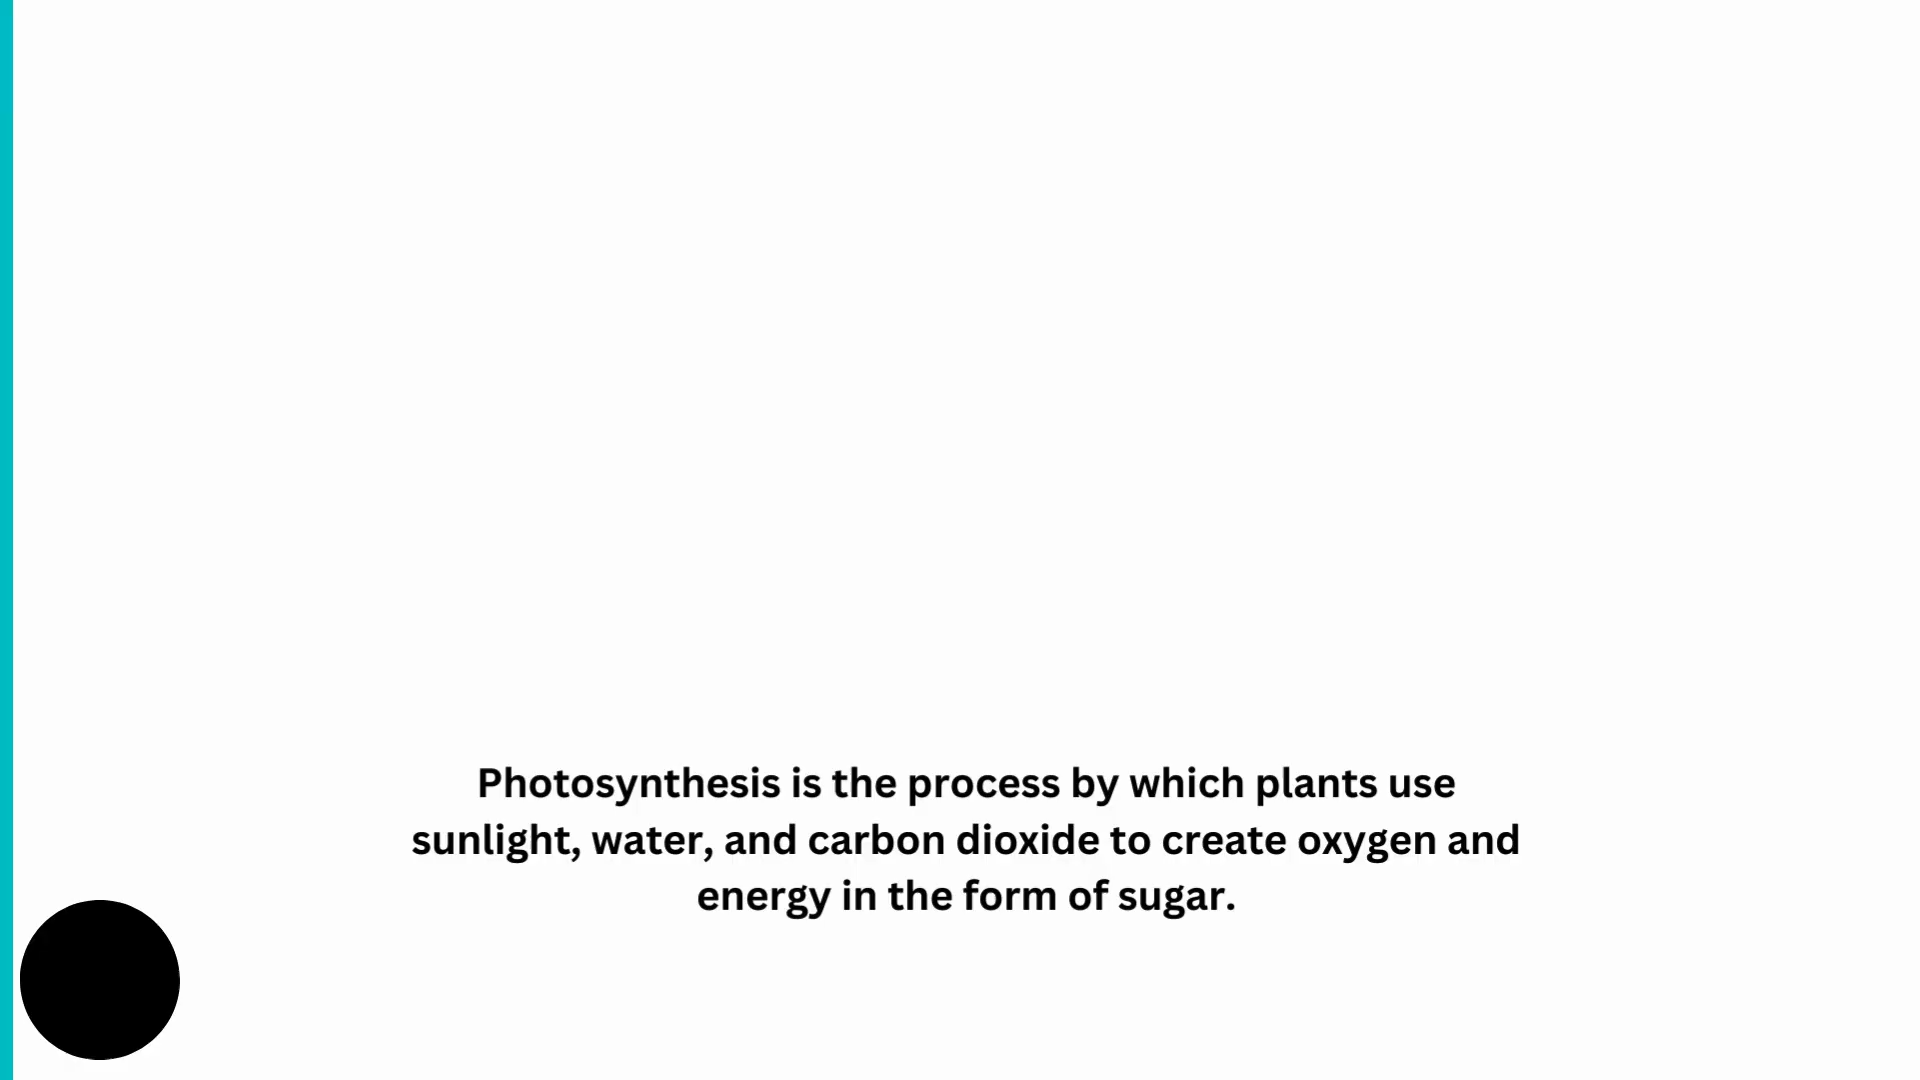 Photosynthesis is the process by which plants use
sunlight, water, and carbon dioxide to create oxygen and
energy in the form of sugar.